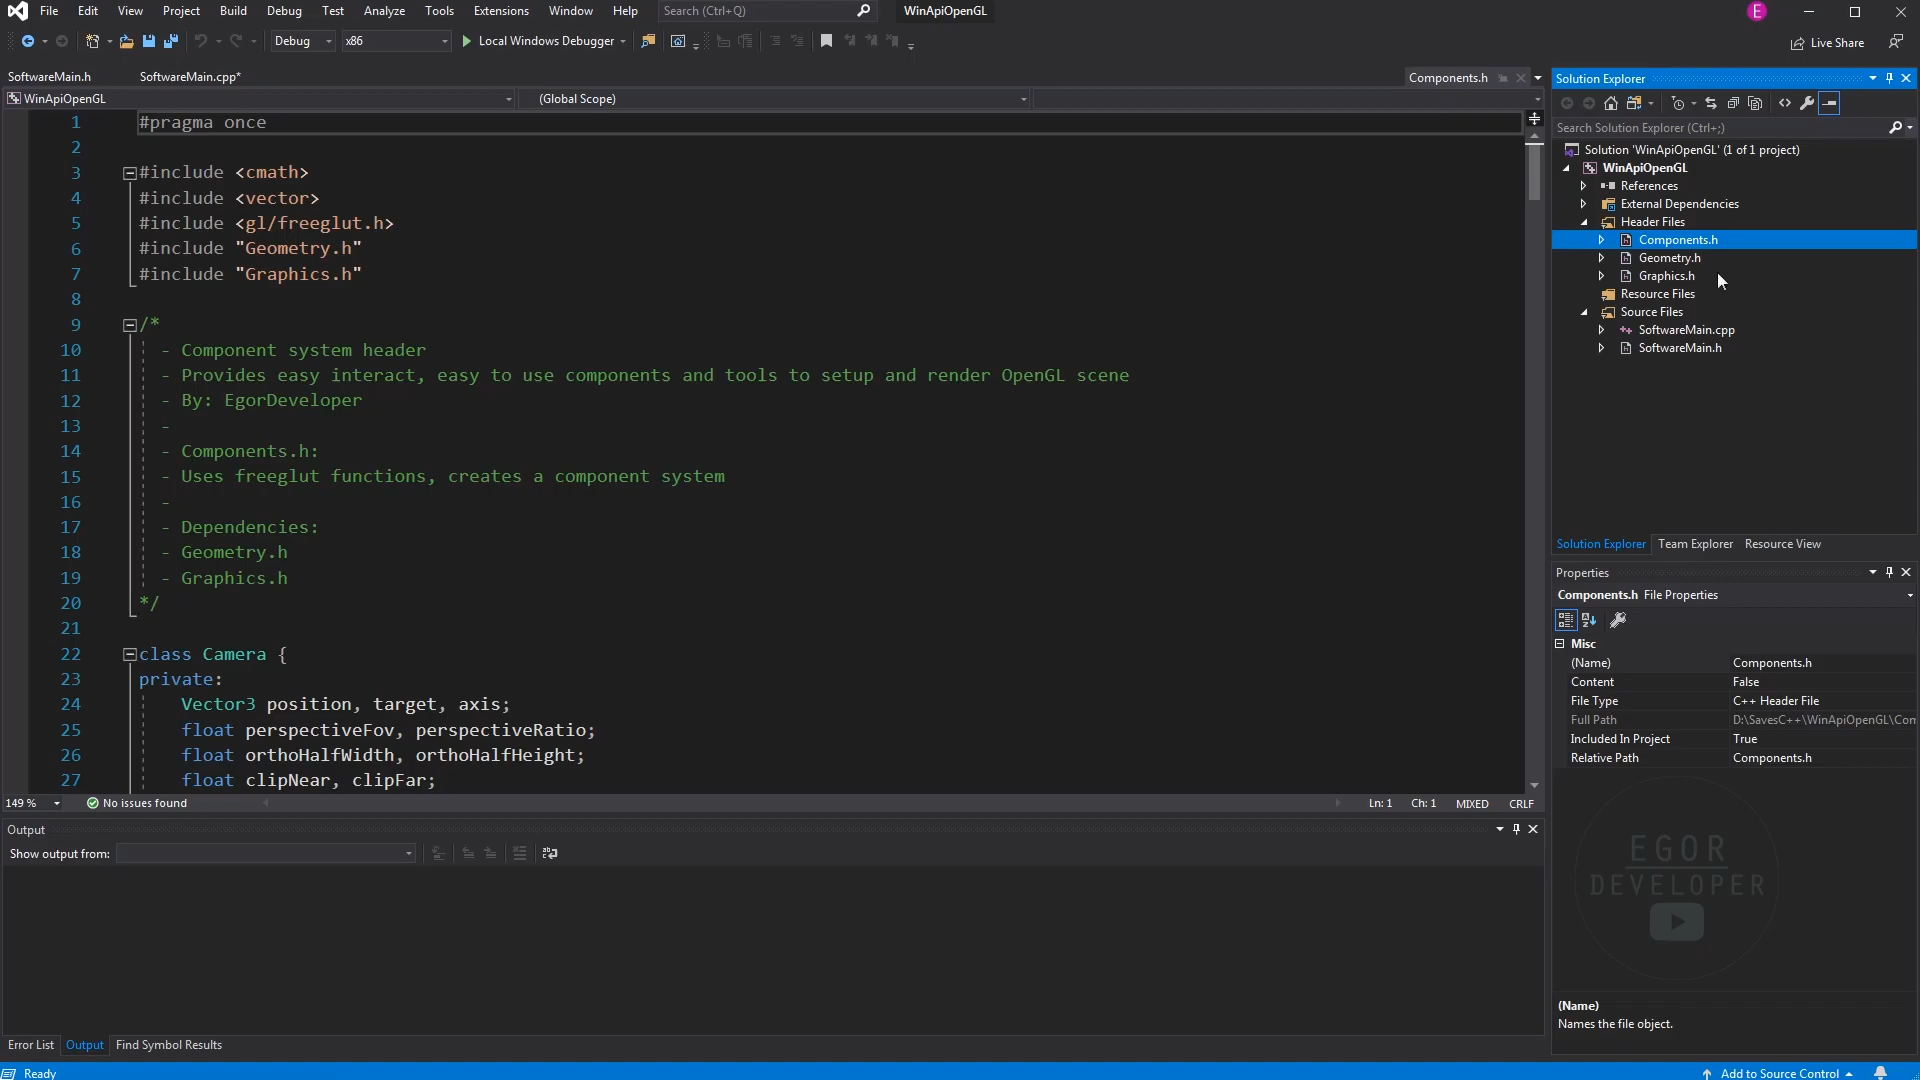 File Edit View Project Build Debug Test Analyze Tools Extensions Window Help Search (Ctrl+Q) WinApiOpenGL E
Debug x86 Local Windows Debugger Live Share
SoftwareMain.h SoftwareMain.cpp* Components.h
WinApiOpenGL (Global Scope)
1 #pragma once
2
3 #include <cmath>
4 #include <vector>
5 #include <gl/freeglut.h>
6 #include "Geometry.h"
7 #include "Graphics.h"
8
9 /*
10 - Component system header
11 - Provides easy interact, easy to use components and tools to setup and render OpenGL scene
12 - By: EgorDeveloper
13 -
14 - Components.h:
15 - Uses freeglut functions, creates a component system
16 -
17 - Dependencies:
18 - Geometry.h
19 - Graphics.h
20 */
21
22 class Camera {
23 private:
24 Vector3 position, target, axis;
25 float perspectiveFov, perspectiveRatio;
26 float orthoHalfWidth, orthoHalfHeight;
27 float clipNear, clipFar;
149 % No issues found Ln: 1 Ch: 1 MIXED CRLF
Output
Show output from:
Error List Output Find Symbol Results
Solution Explorer
Search Solution Explorer (Ctrl+;)
Solution 'WinApiOpenGL' (1 of 1 project)
WinApiOpenGL
References
External Dependencies
Header Files
Components.h
Geometry.h
Graphics.h
Resource Files
Source Files
SoftwareMain.cpp
SoftwareMain.h
Solution Explorer Team Explorer Resource View
Properties
Components.h File Properties
Misc
(Name) Components.h
Content False
File Type C++ Header File
Full Path D:\SavesC++\WinApiOpenGL\Con
Included In Project True
Relative Path Components.h
EGOR
DEVELOPER
(Name)
Names the file object.
Ready Add to Source Control